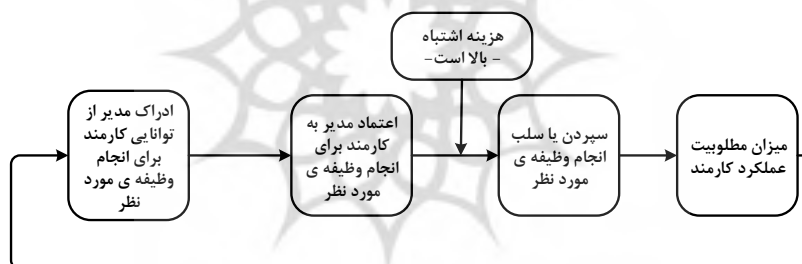 هزینه اشتباه
- بالا است-
ادراک مدیر از
توانایی کارمند
برای انجام
وظیفه ی مورد
نظر
اعتماد مدیر به
کارمند برای
انجام وظیفه ی
مورد نظر
سپردن یا سلب
انجام وظیفه ی
مورد نظر
میزان مطلوبیت
عملکرد کارمند